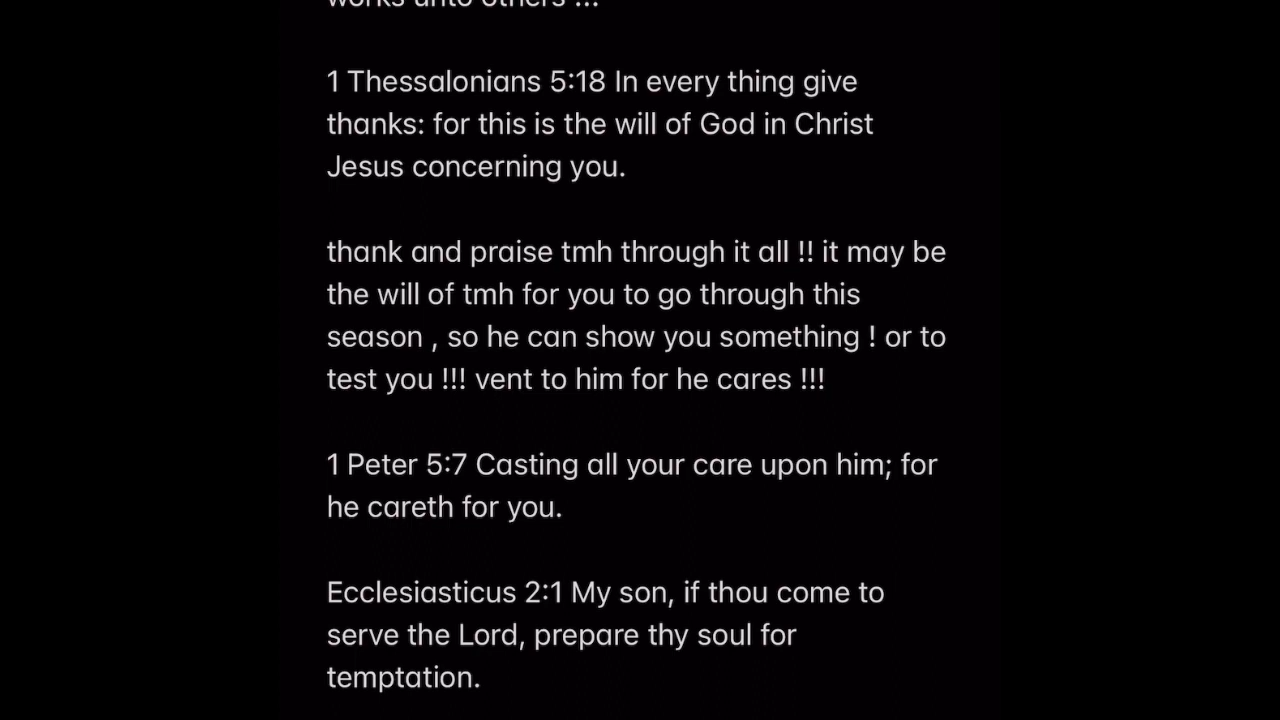 works unto others ...
1 Thessalonians 5:18 In every thing give
thanks: for this is the will of God in Christ
Jesus concerning you.
thank and praise tmh through it all !! it may be
the will of tmh for you to go through this
season , so he can show you something ! or to
test you !!! vent to him for he cares !!!
1 Peter 5:7 Casting all your care upon him; for
he careth for you.
Ecclesiasticus 2:1 My son, if thou come to
serve the Lord, prepare thy soul for
temptation.